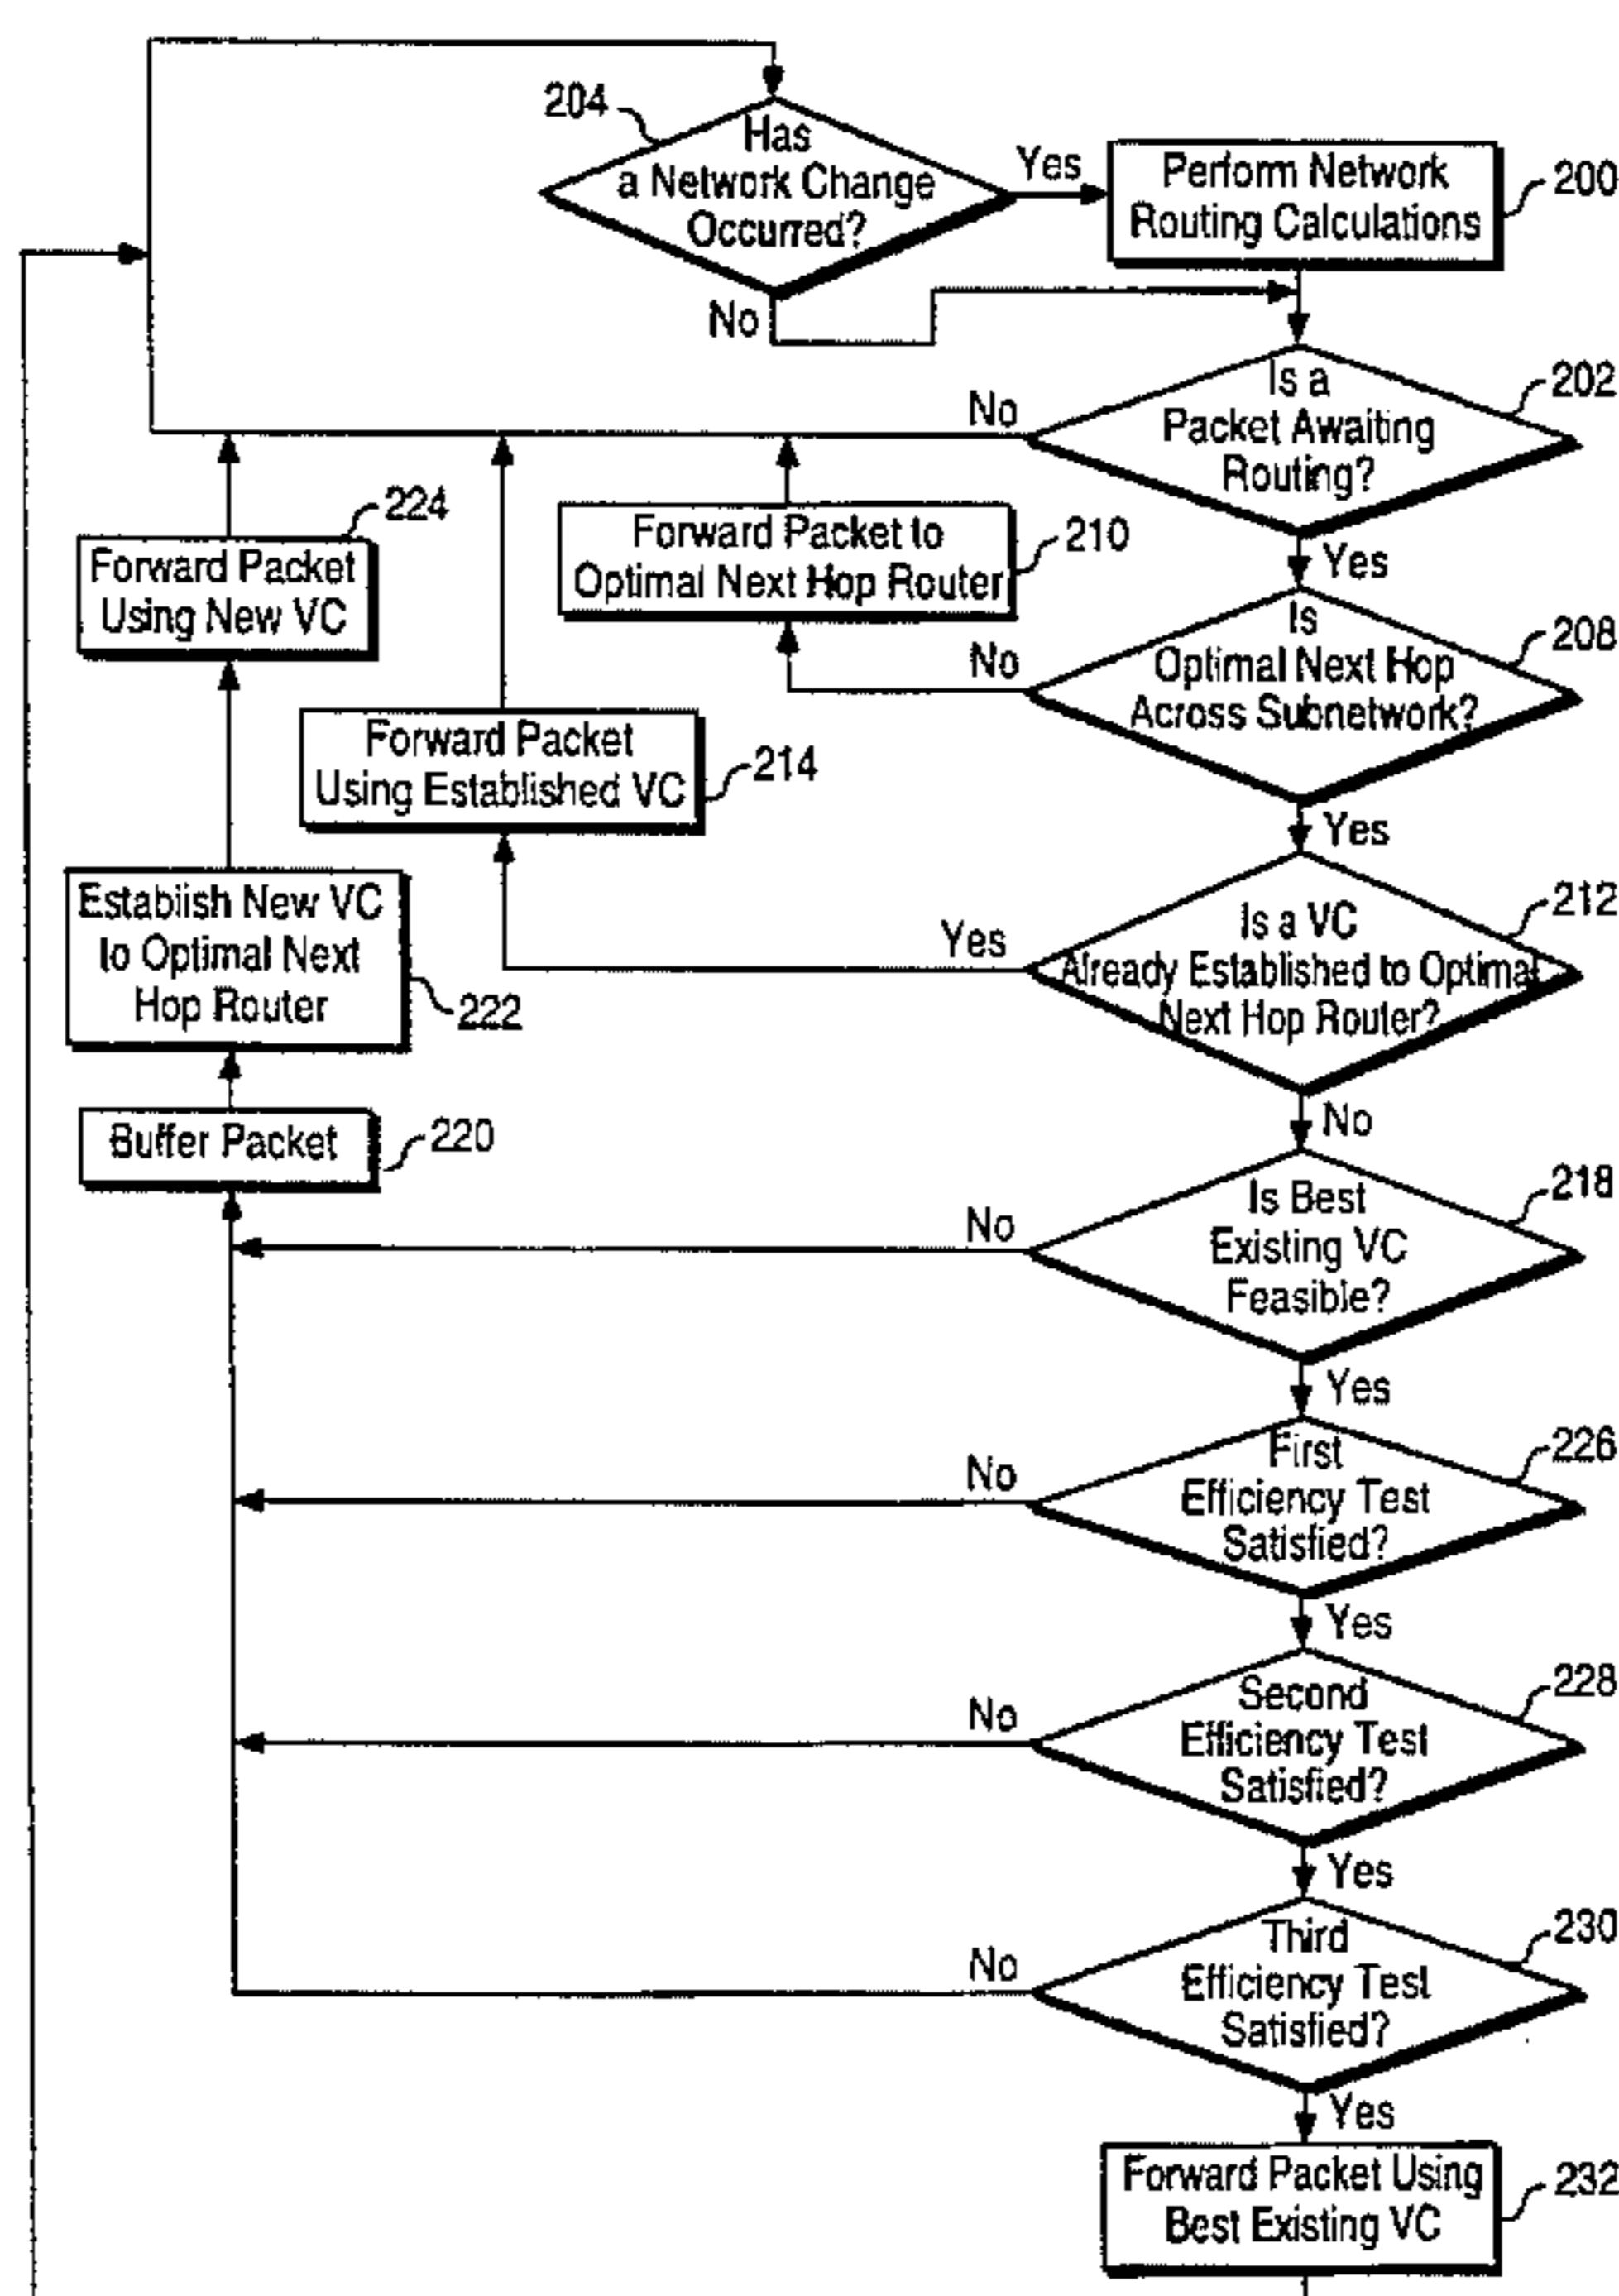 204
Has
a Network Change
Occurred?
Yes
Perform Network
Routing Calculations
200
No
Is a
Packet Awaiting
Routing?
202
No
Yes
224
Forward Packet
Using New VC
Forward Packet to
Optimal Next Hop Router
210
Is
Optimal Next Hop
Across Subnetwork?
208
No
Yes
Forward Packet
Using Established VC
214
Establish New VC
to Optimal Next
Hop Router
222
Is a VC
Already Established to Optimal
Next Hop Router?
212
Yes
No
Buffer Packet
220
Is Best
Existing VC
Feasible?
218
No
Yes
First
Efficiency Test
Satisfied?
226
No
Yes
Second
Efficiency Test
Satisfied?
228
No
Yes
Third
Efficiency Test
Satisfied?
230
No
Yes
Forward Packet Using
Best Existing VC
232